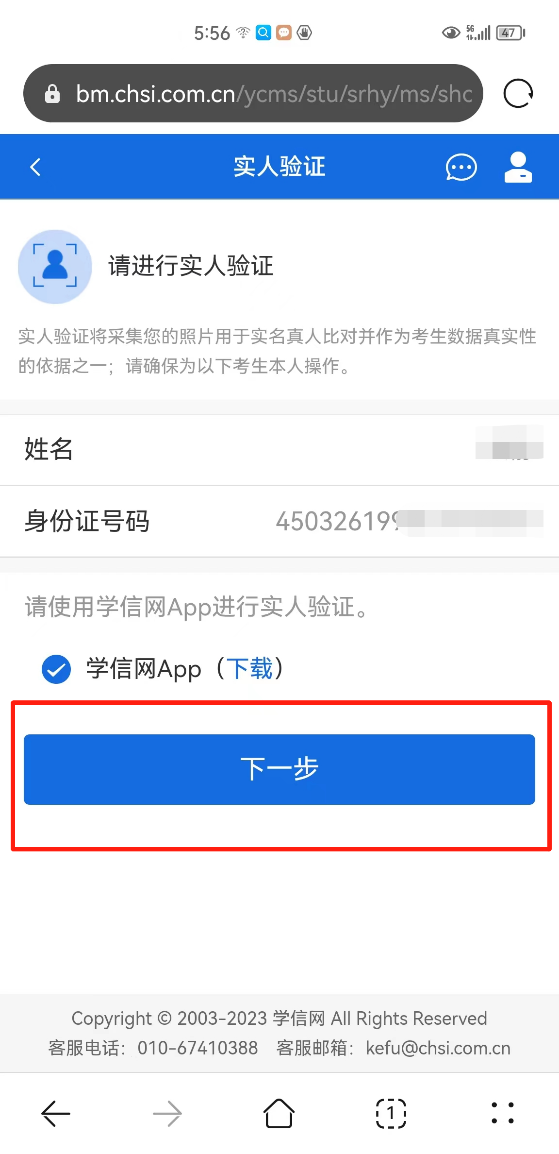 5:56
5G
47
bm.chsi.com.cn/ycms/stu/srhy/ms/shc
实人验证
请进行实人验证
实人验证将采集您的照片用于实名真人比对并作为考生数据真实性
的依据之一；请确保为以下考生本人操作。
姓名
身份证号码 450326199
请使用学信网App进行实人验证。
学信网App（下载）
下一步
Copyright © 2003-2023 学信网 All Rights Reserved
客服电话：010-67410388 客服邮箱：kefu@chsi.com.cn
1